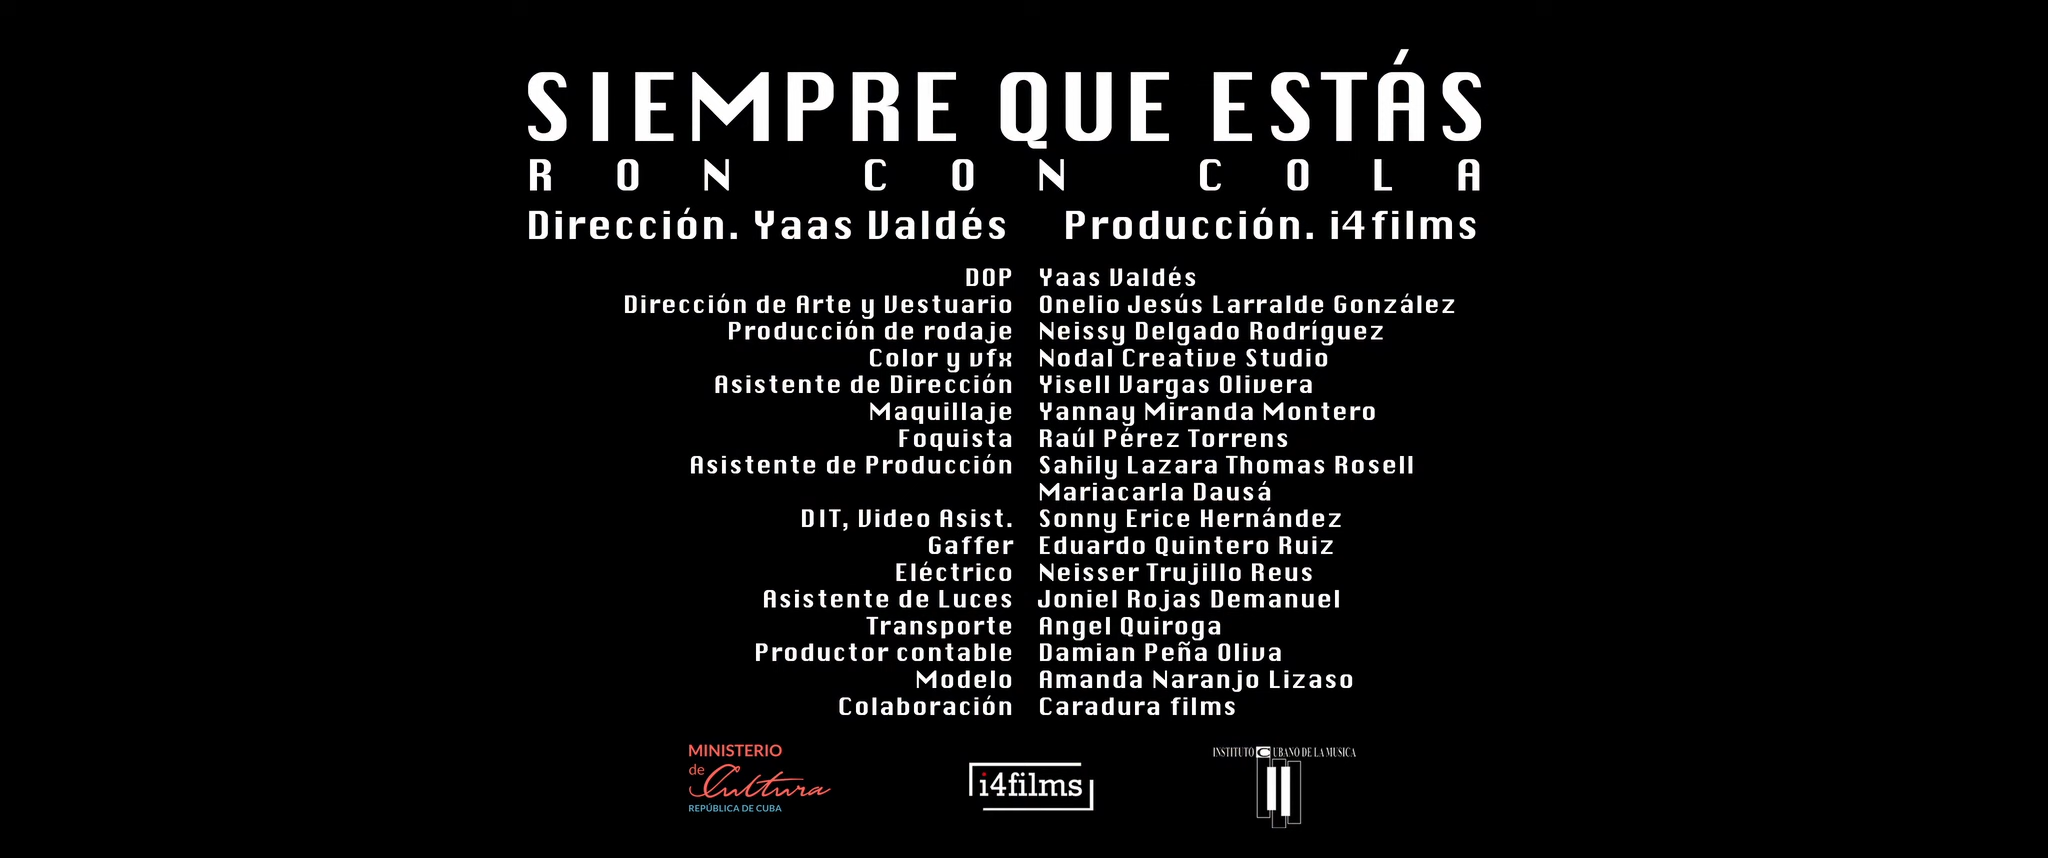 SIEMPRE QUE ESTÁS
RON CON COLA
Dirección. Yaas Valdés Producción. i4films
DOP Yaas Valdés
Dirección de Arte y Vestuario Onelio Jesús Larralde González
Producción de rodaje Neissy Delgado Rodríguez
Color y vfx Nodal Creative Studio
Asistente de Dirección Yisell Vargas Olivera
Maquillaje Yannay Miranda Montero
Foquista Raúl Pérez Torrens
Asistente de Producción Sahily Lazara Thomas Rosell
Mariacarla Dausá
DIT, Video Asist. Sonny Erice Hernández
Gaffer Eduardo Quintero Ruiz
Eléctrico Neisser Trujillo Reus
Asistente de Luces Joniel Rojas Demanuel
Transporte Angel Quiroga
Productor contable Damian Peña Oliva
Modelo Amanda Naranjo Lizaso
Colaboración Caradura films
MINISTERIO
de Cultura
REPÚBLICA DE CUBA
i4films
INSTITUTO CUBANO DE LA MUSICA